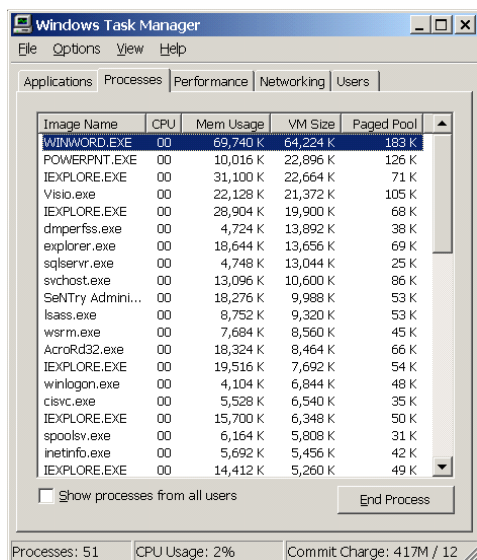 Windows Task Manager
File Options View Help
Applications Processes Performance Networking Users
Image Name CPU Mem Usage VM Size Paged Pool
WINWORD.EXE 00 69,740 K 64,224 K 183 K
POWERPNT.EXE 00 10,016 K 22,896 K 126 K
IEXPLORE.EXE 00 31,100 K 22,664 K 71 K
Visio.exe 00 22,128 K 21,372 K 105 K
IEXPLORE.EXE 00 28,904 K 19,900 K 68 K
dmperfss.exe 00 4,724 K 13,892 K 38 K
explorer.exe 00 18,644 K 13,656 K 69 K
sqlservr.exe 00 4,748 K 13,044 K 25 K
svchost.exe 00 13,096 K 10,600 K 86 K
SeNTry Admini... 00 18,276 K 9,988 K 53 K
lsass.exe 00 8,752 K 9,320 K 53 K
wsrm.exe 00 7,684 K 8,560 K 45 K
AcroRd32.exe 00 18,324 K 8,464 K 66 K
IEXPLORE.EXE 00 19,516 K 7,692 K 54 K
winlogon.exe 00 4,104 K 6,844 K 48 K
cisvc.exe 00 5,528 K 6,540 K 35 K
IEXPLORE.EXE 00 15,700 K 6,348 K 50 K
spoolsv.exe 00 6,164 K 5,808 K 31 K
inetinfo.exe 00 5,692 K 5,456 K 42 K
IEXPLORE.EXE 00 14,412 K 5,260 K 49 K
Show processes from all users End Process
Processes: 51 CPU Usage: 2% Commit Charge: 417M / 12